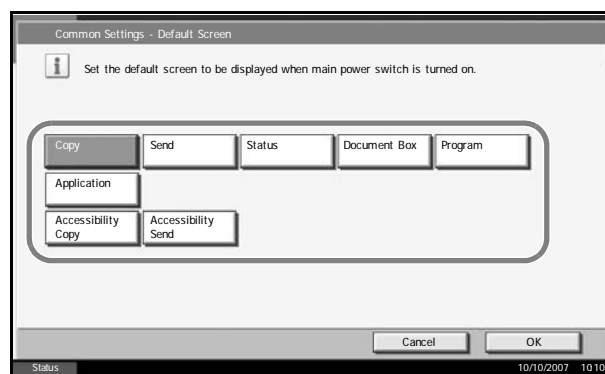 Common Settings - Default Screen
Set the default screen to be displayed when main power switch is turned on.
Copy
Send
Status
Document Box
Program
Application
Accessibility
Copy
Accessibility
Send
Cancel
OK
Status
10/10/2007 10:10